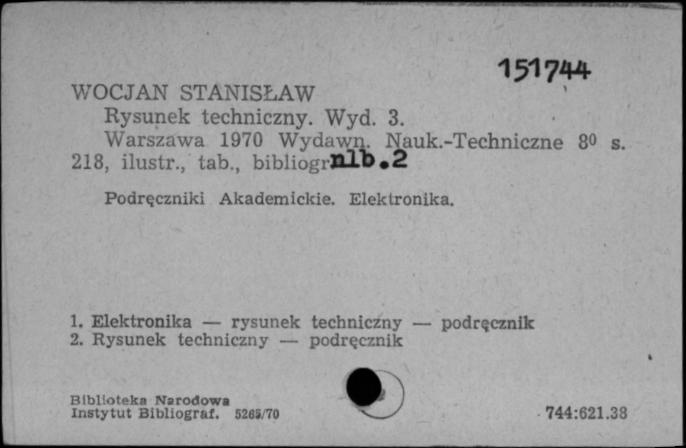 151744
WOCJAN STANISŁAW
Rysunek techniczny. Wyd. 3.
Warszawa 1970 Wydawn. Nauk.-Techniczne 8⁰ s.
218, ilustr., tab., bibliogr nlb.2
Podręczniki Akademickie. Elektronika.
1. Elektronika — rysunek techniczny — podręcznik
2. Rysunek techniczny — podręcznik
Biblioteka Narodowa
Instytut Bibliograf.
744:621.38